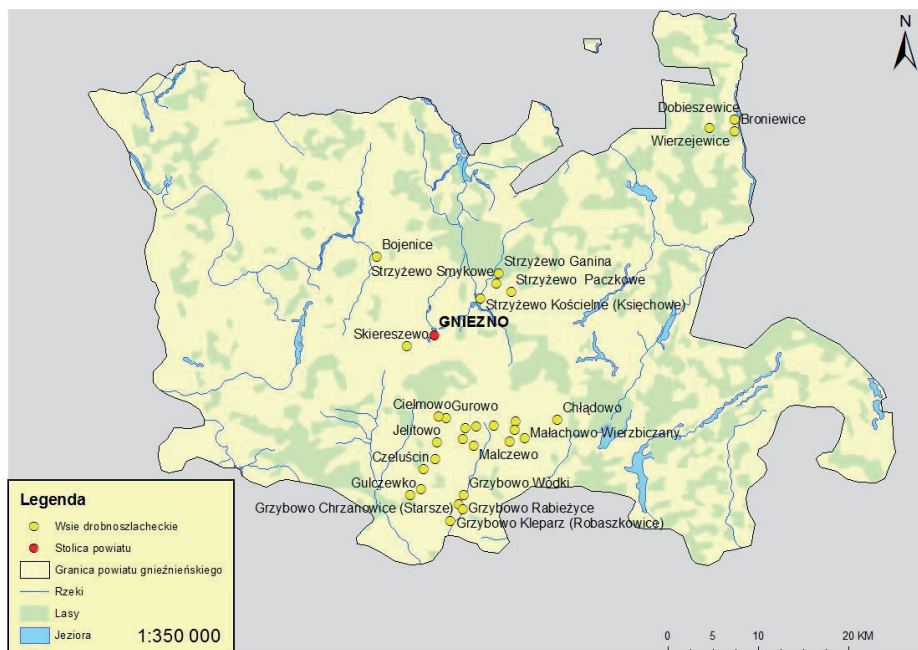 N
Dobieszewice
Broniewice
Wierzejewice
Bojenice
Strzyżewo Ganina
Strzyżewo Smykowe
Strzyżewo Paczkowe
Strzyżewo Kościelne (Księchowe)
GNIEZNO
Skiereszewo
Cielmowo
Gurowo
Chłądowo
Jelitowo
Małachowo Wierzbiczany
Malczewo
Czeluścin
Gulczewko
Grzybowo Wódki
Grzybowo Chrzanowice (Starsze)
Grzybowo Rabieżyce
Grzybowo Kleparz (Robaszkowice)
Legenda
Wsie drobnoszlacheckie
Stolica powiatu
Granica powiatu gnieźnieńskiego
Rzeki
Lasy
Jeziora
1:350 000
0 5 10 20 KM